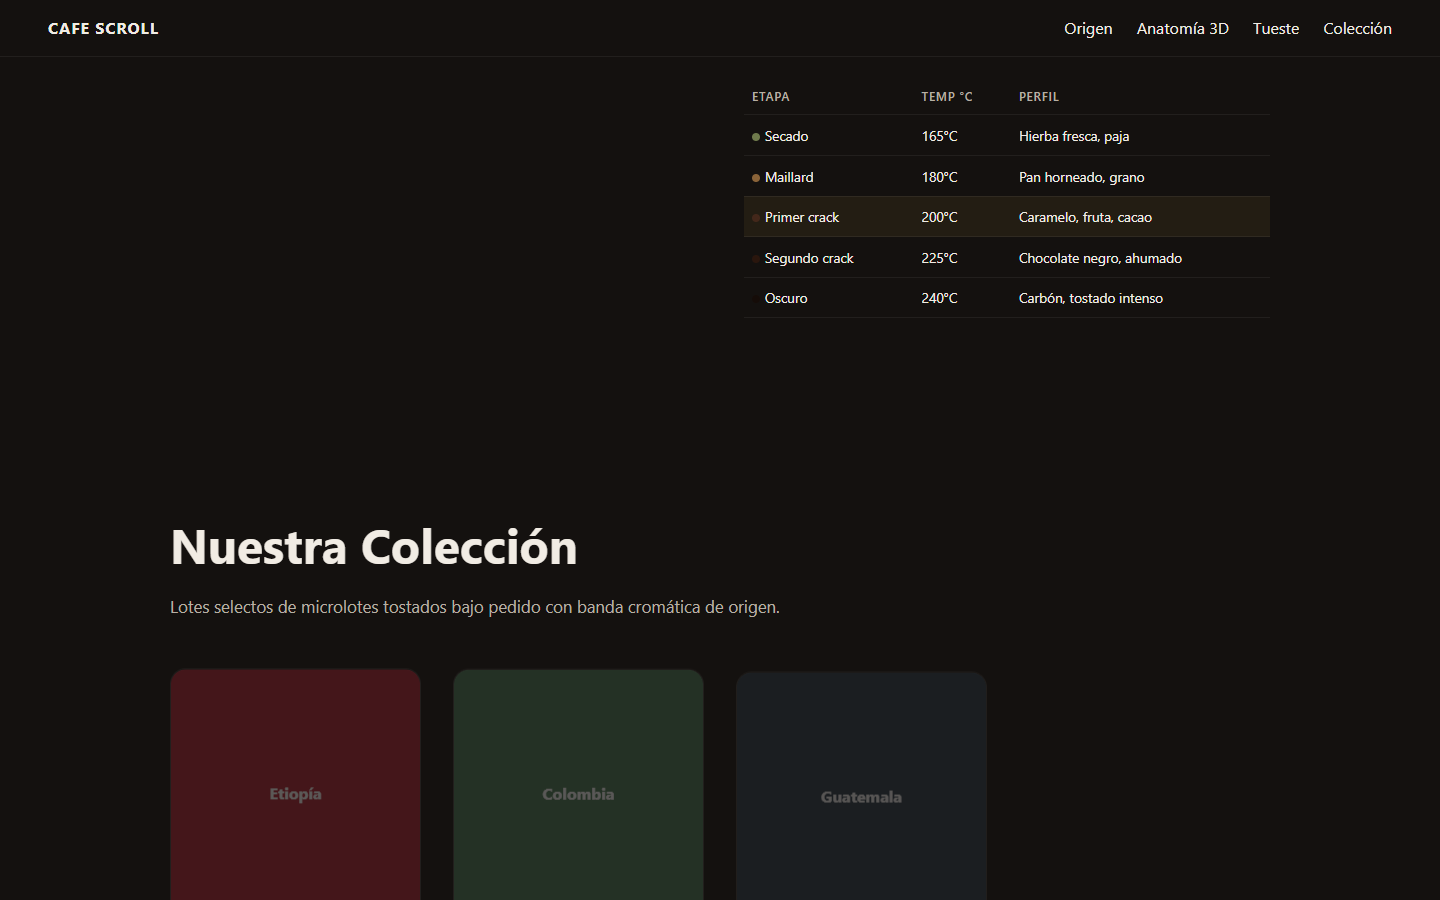 CAFE SCROLL Origen Anatomía 3D Tueste Colección
ETAPA TEMP °C PERFIL
Secado 165°C Hierba fresca, paja
Maillard 180°C Pan horneado, grano
Primer crack 200°C Caramelo, fruta, cacao
Segundo crack 225°C Chocolate negro, ahumado
Oscuro 240°C Carbón, tostado intenso
Nuestra Colección
Lotes selectos de microlotes tostados bajo pedido con banda cromática de origen.
Etiopía Colombia Guatemala